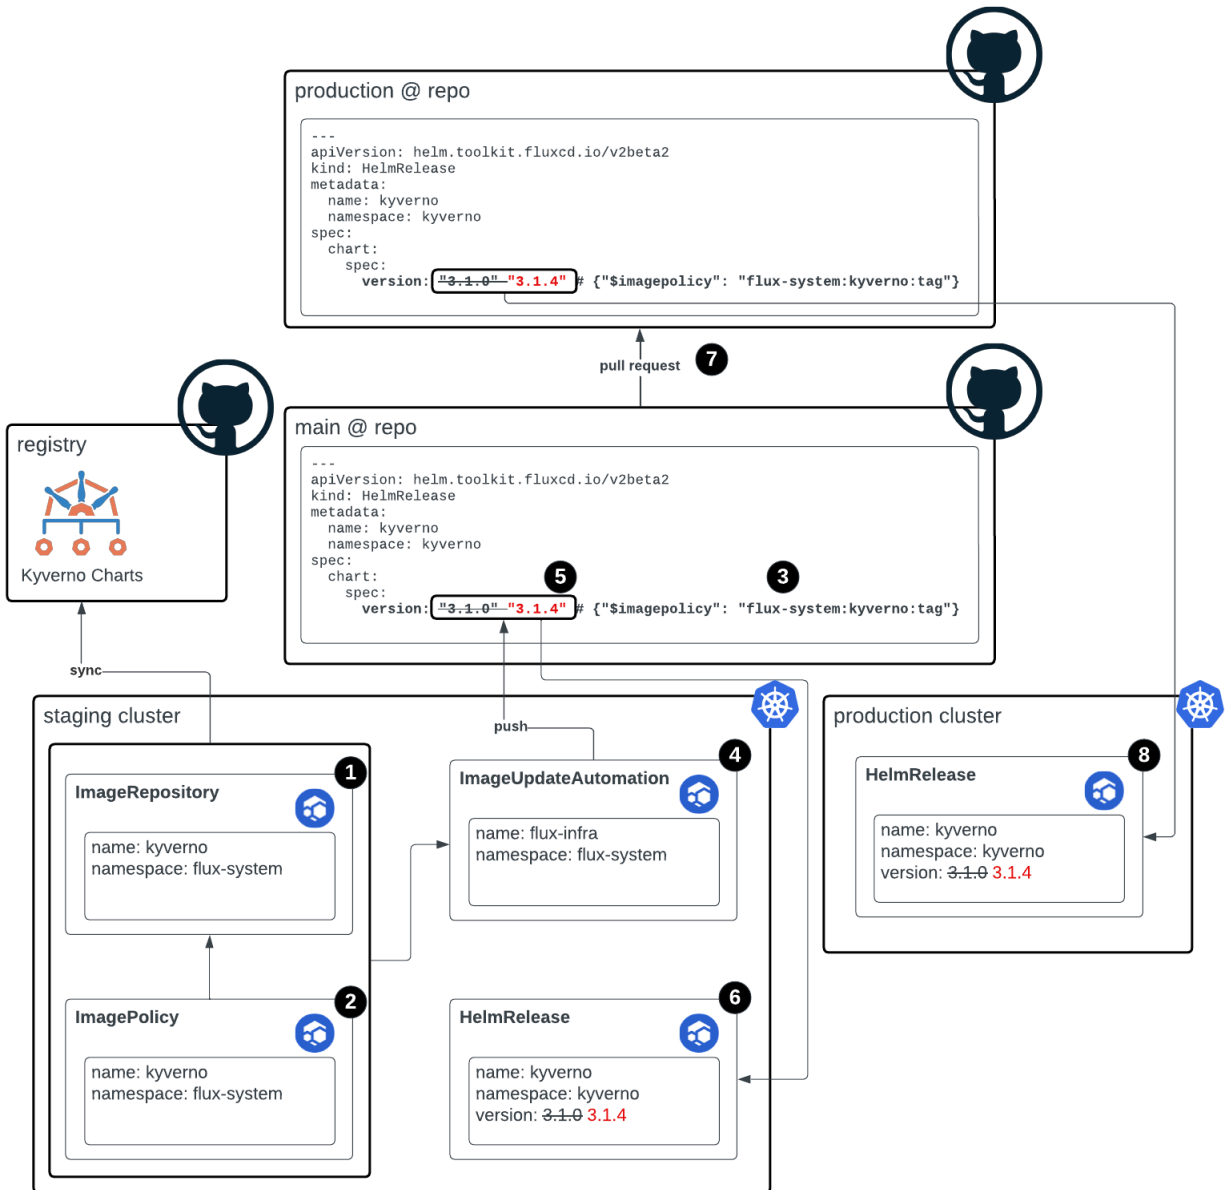 production @ repo
---
apiVersion: helm.toolkit.fluxcd.io/v2beta2
kind: HelmRelease
metadata:
  name: kyverno
  namespace: kyverno
spec:
  chart:
    spec:
      version: "3.1.0" "3.1.4" # {"$imagepolicy": "flux-system:kyverno:tag"}
pull request 7
registry
Kyverno Charts
main @ repo
---
apiVersion: helm.toolkit.fluxcd.io/v2beta2
kind: HelmRelease
metadata:
  name: kyverno
  namespace: kyverno
spec:
  chart:
5 3
    spec:
      version: "3.1.0" "3.1.4" # {"$imagepolicy": "flux-system:kyverno:tag"}
sync
staging cluster
push
1
ImageRepository
name: kyverno
namespace: flux-system
2
ImagePolicy
name: kyverno
namespace: flux-system
4
ImageUpdateAutomation
name: flux-infra
namespace: flux-system
6
HelmRelease
name: kyverno
namespace: kyverno
version: 3.1.0 3.1.4
production cluster
8
HelmRelease
name: kyverno
namespace: kyverno
version: 3.1.0 3.1.4